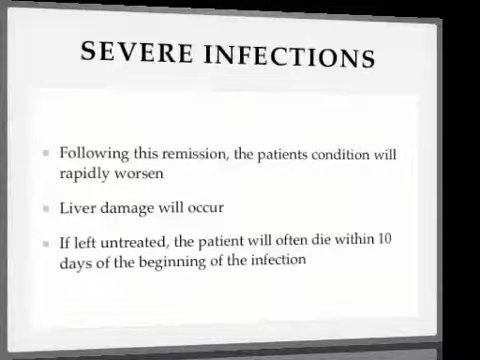 SEVERE INFECTIONS
Following this remission, the patients condition will
rapidly worsen
Liver damage will occur
If left untreated, the patient will often die within 10
days of the beginning of the infection